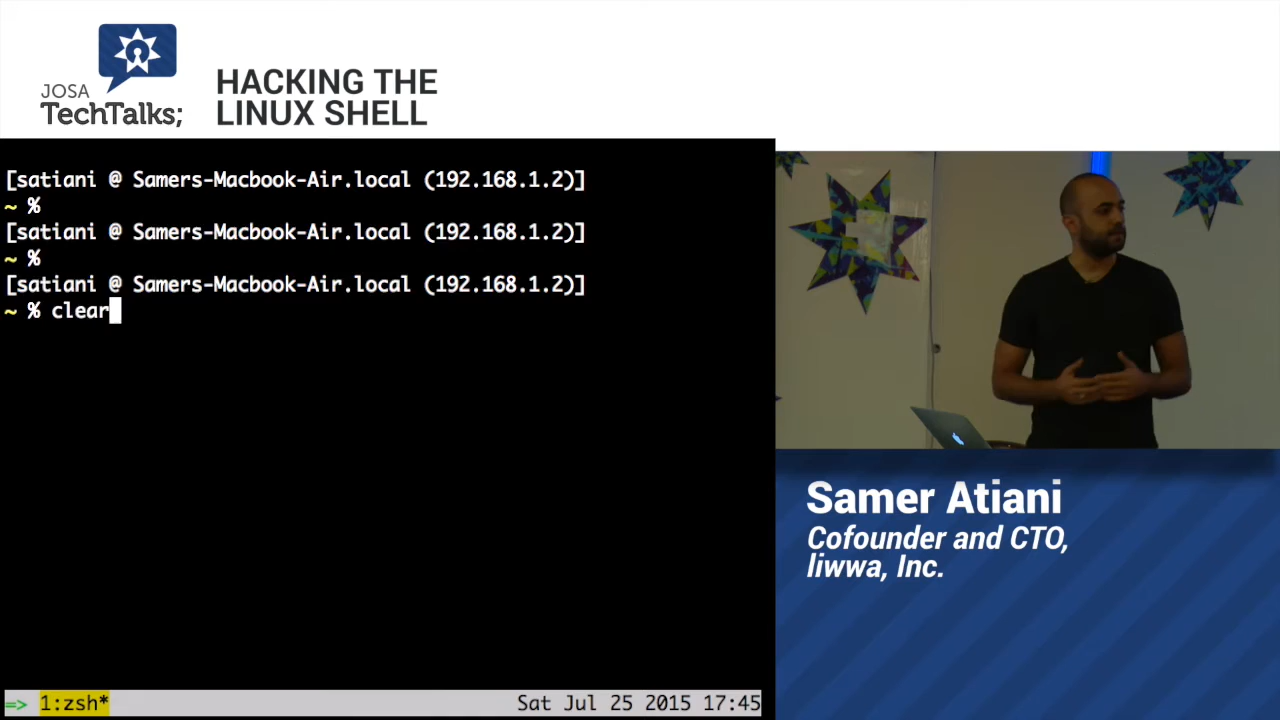 JOSA
TechTalks;
HACKING THE
LINUX SHELL
[satiani @ Samers-Macbook-Air.local (192.168.1.2)]
~ %
[satiani @ Samers-Macbook-Air.local (192.168.1.2)]
~ %
[satiani @ Samers-Macbook-Air.local (192.168.1.2)]
~ % clear
=> 1:zsh*
Sat Jul 25 2015 17:45
Samer Atiani
Cofounder and CTO,
liwwa, Inc.